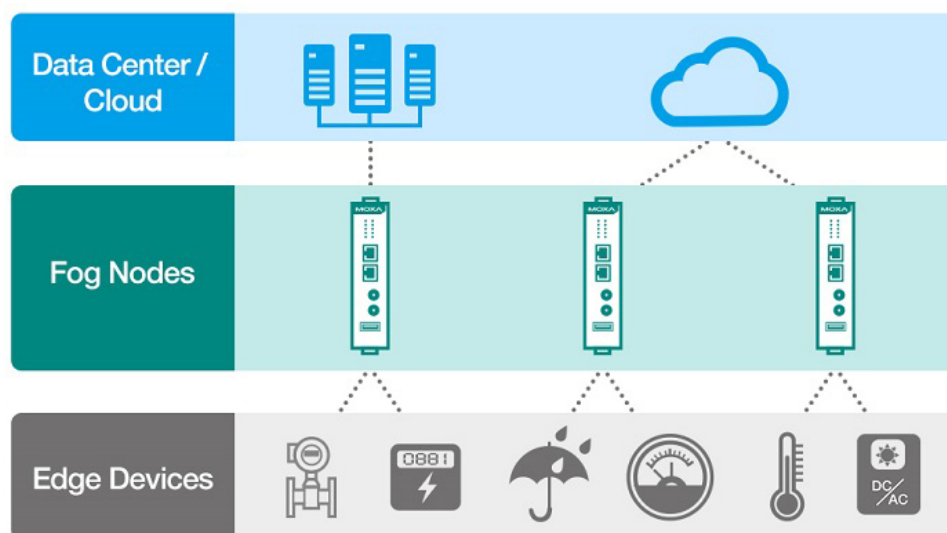 Data Center /
Cloud
Fog Nodes
MOXA
MOXA
MOXA
Edge Devices
0881
DC/AC